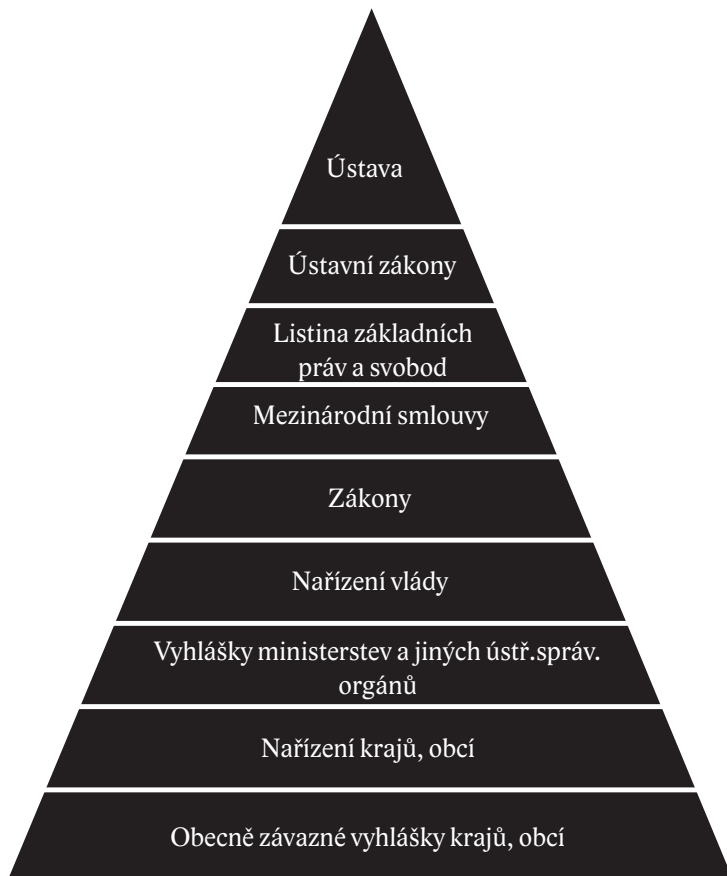 Ústava
Ústavní zákony
Listina základních
práv a svobod
Mezinárodní smlouvy
Zákony
Nařízení vlády
Vyhlášky ministerstev a jiných ústř.správ.
orgánů
Nařízení krajů, obcí
Obecně závazné vyhlášky krajů, obcí